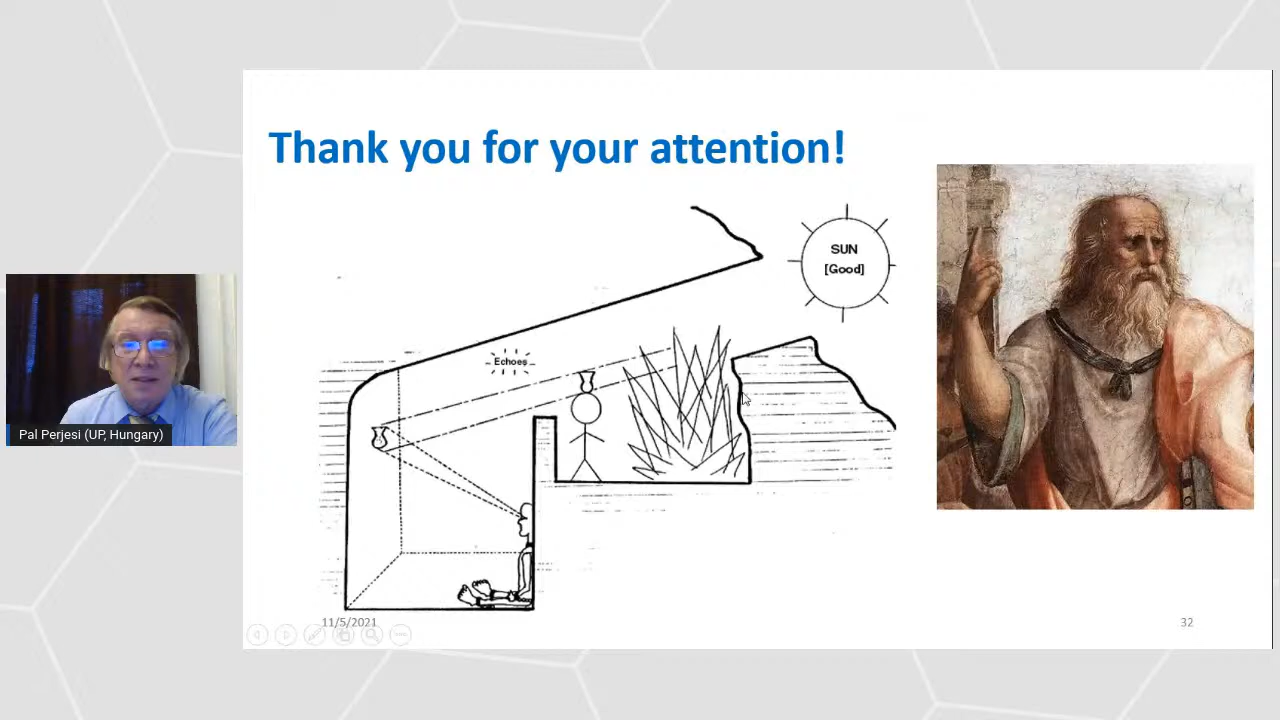 Thank you for your attention!
SUN
[Good]
Echoes
Pal Perjesi (UP, Hungary)
11/5/2021
32